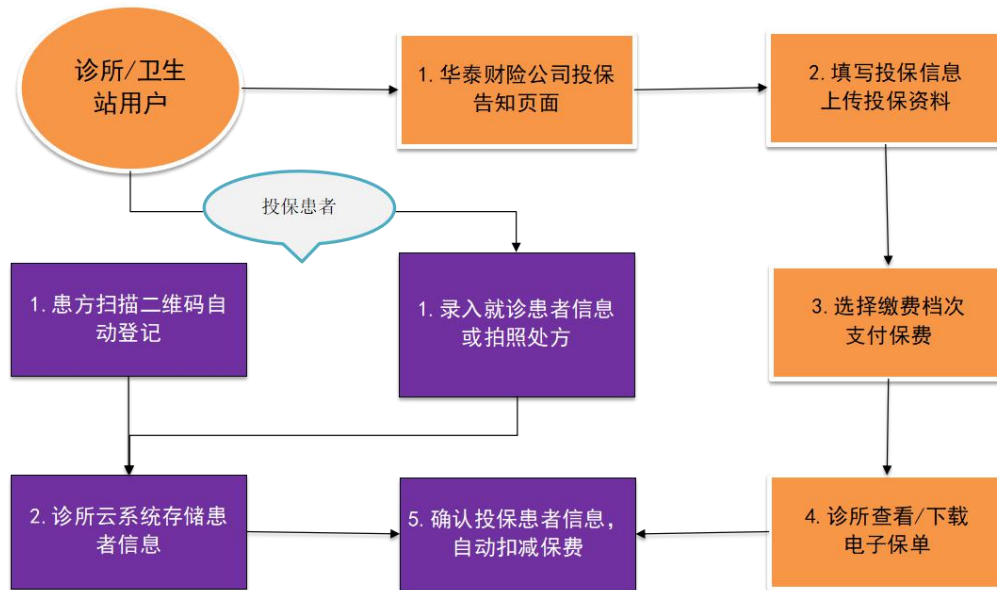 诊所/卫生
站用户
1. 华泰财险公司投保
告知页面
2. 填写投保信息
上传投保资料
投保患者
1. 患方扫描二维码自
动登记
1. 录入就诊患者信息
或拍照处方
3. 选择缴费档次
支付保费
2. 诊所云系统存储患
者信息
5. 确认投保患者信息，
自动扣减保费
4. 诊所查看/下载
电子保单